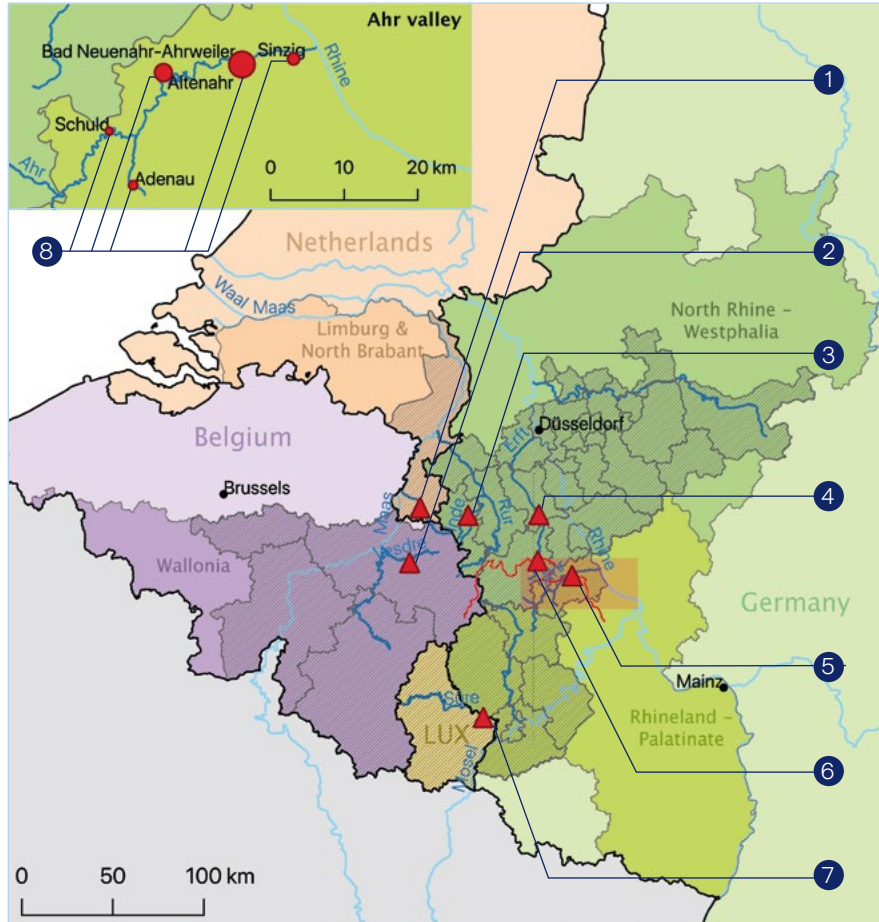 Ahr valley
Bad Neuenahr-Ahrweiler
Sinzig
Rhine
Altenahr
Schuld
Ahr
Adenau
0 10 20 km
8
1
2
3
4
5
6
7
Netherlands
Waal Maas
Limburg &
North Brabant
North Rhine –
Westphalia
Belgium
Brussels
Düsseldorf
Erft
Maas
Rur
Rhine
Vesdre
Wallonia
Germany
Mainz
Rhineland –
Palatinate
Sûre
LUX
Mosel
0 50 100 km